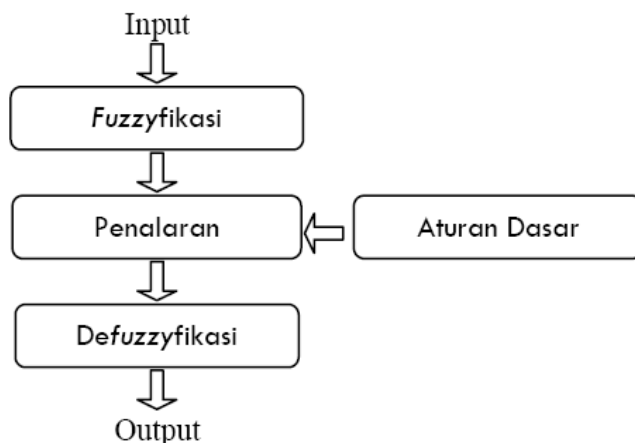 Input
Fuzzyfikasi
Penalaran
Aturan Dasar
Defuzzyfikasi
Output